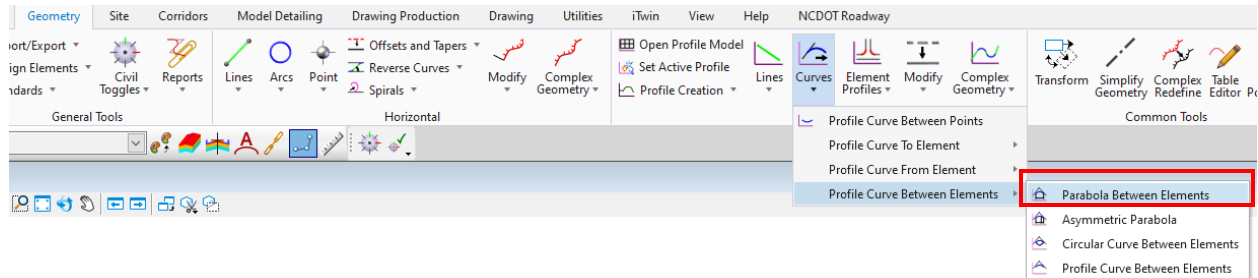 Geometry Site Corridors Model Detailing Drawing Production Drawing Utilities iTwin View Help NCDOT Roadway
ort/Export
ign Elements
ndards
Civil
Toggles
Reports
Lines
Arcs
Point
Offsets and Tapers
Reverse Curves
Spirals
Modify
Complex
Geometry
Open Profile Model
Set Active Profile
Profile Creation
Lines
Curves
Element
Profiles
Modify
Complex
Geometry
Transform
Simplify
Geometry
Complex
Redefine
Table
Editor
Po
General Tools
Horizontal
Common Tools
Profile Curve Between Points
Profile Curve To Element
Profile Curve From Element
Profile Curve Between Elements
Parabola Between Elements
Asymmetric Parabola
Circular Curve Between Elements
Profile Curve Between Elements